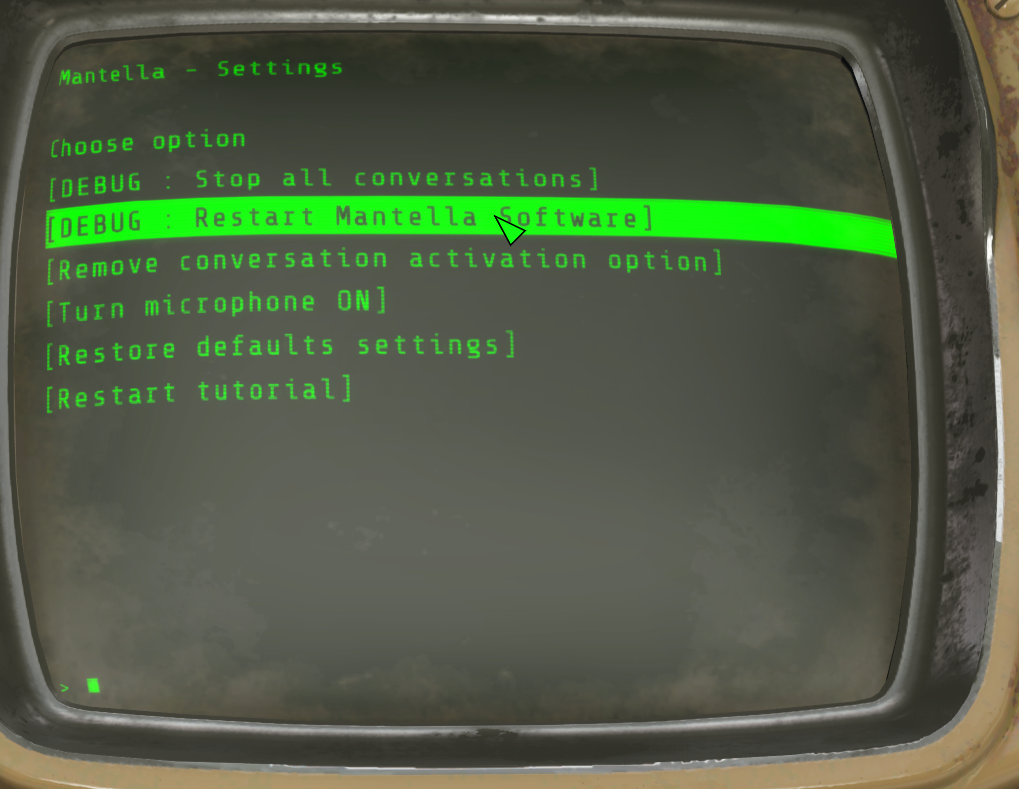 Mantella - Settings
Choose option
[DEBUG : Stop all conversations]
[DEBUG : Restart Mantella Software]
[Remove conversation activation option]
[Turn microphone ON]
[Restore defaults settings]
[Restart tutorial]
>